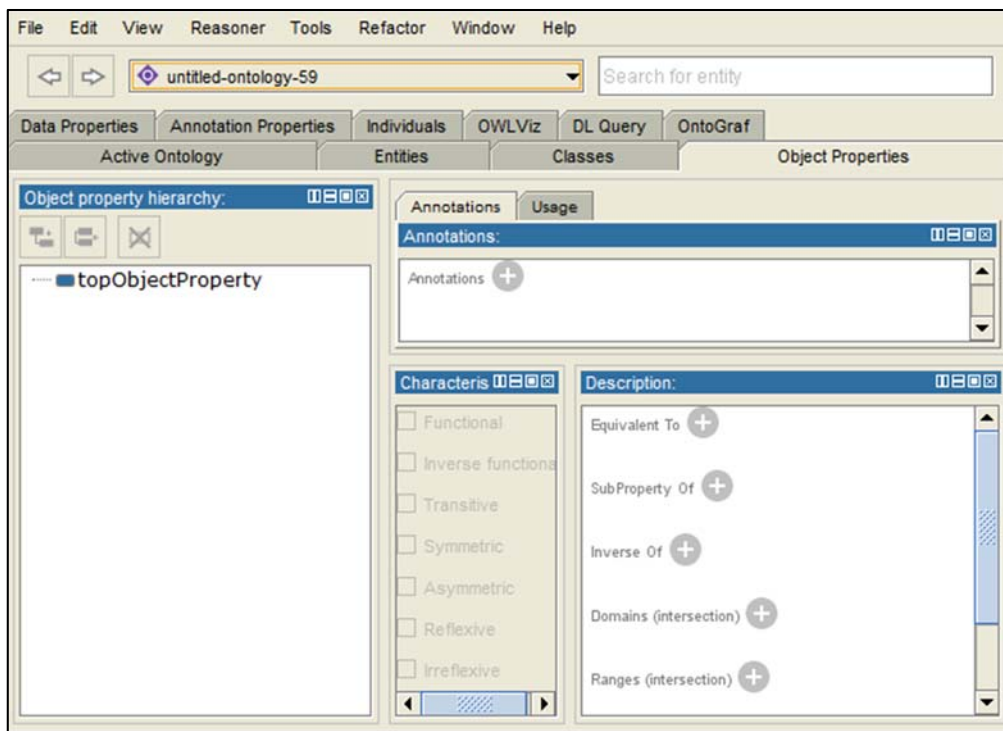 File Edit View Reasoner Tools Refactor Window Help
untitled-ontology-59 Search for entity
Data Properties Annotation Properties Individuals OWLViz DL Query OntoGraf
Active Ontology Entities Classes Object Properties
Object property hierarchy:
topObjectProperty
Annotations Usage
Annotations:
Annotations
Characteris
Functional
Inverse functiona
Transitive
Symmetric
Asymmetric
Reflexive
Irreflexive
Description:
Equivalent To
SubProperty Of
Inverse Of
Domains (intersection)
Ranges (intersection)